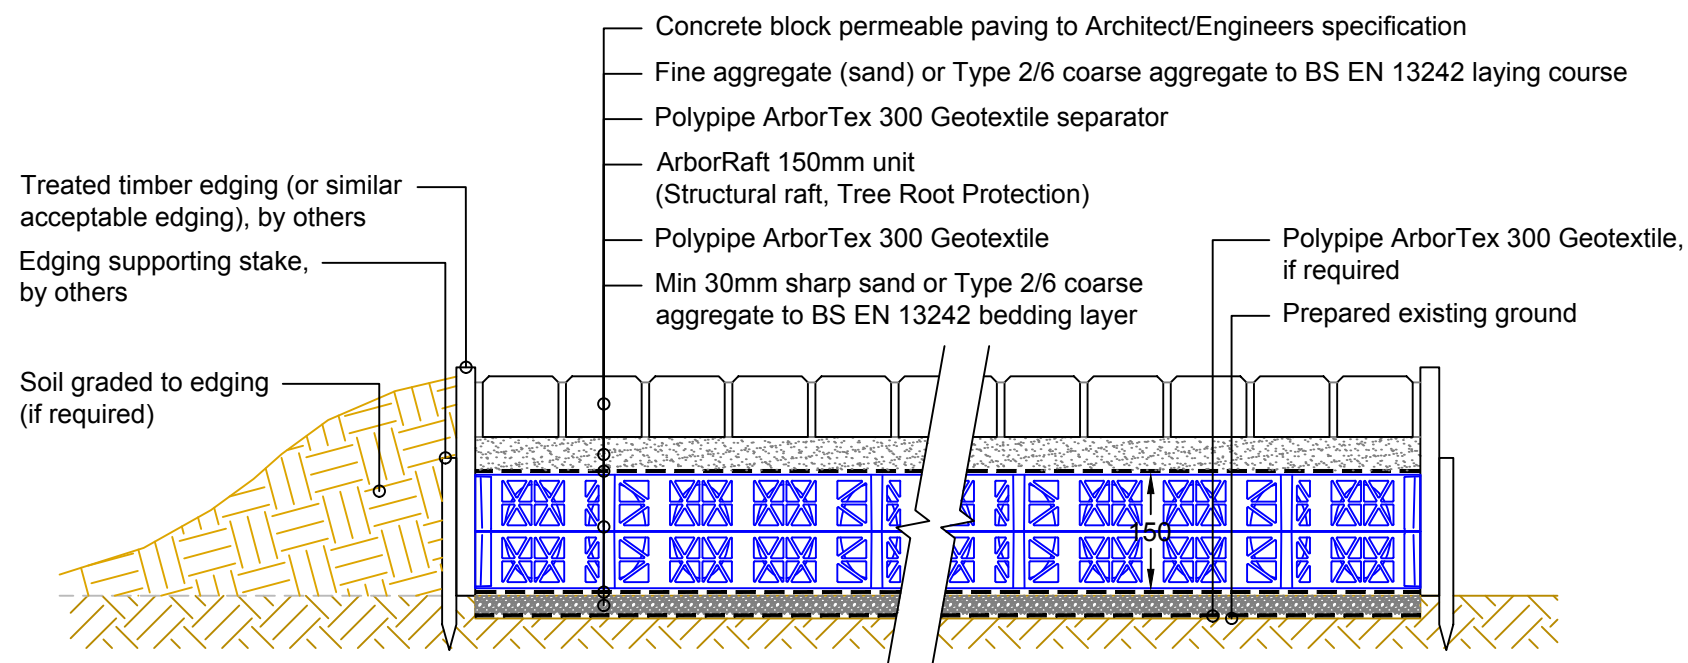 Concrete block permeable paving to Architect/Engineers specification
Fine aggregate (sand) or Type 2/6 coarse aggregate to BS EN 13242 laying course
Polypipe ArborTex 300 Geotextile separator
ArborRaft 150mm unit
(Structural raft, Tree Root Protection)
Polypipe ArborTex 300 Geotextile
Min 30mm sharp sand or Type 2/6 coarse
aggregate to BS EN 13242 bedding layer
Treated timber edging (or similar
acceptable edging), by others
Edging supporting stake,
by others
Soil graded to edging
(if required)
Polypipe ArborTex 300 Geotextile,
if required
Prepared existing ground
150